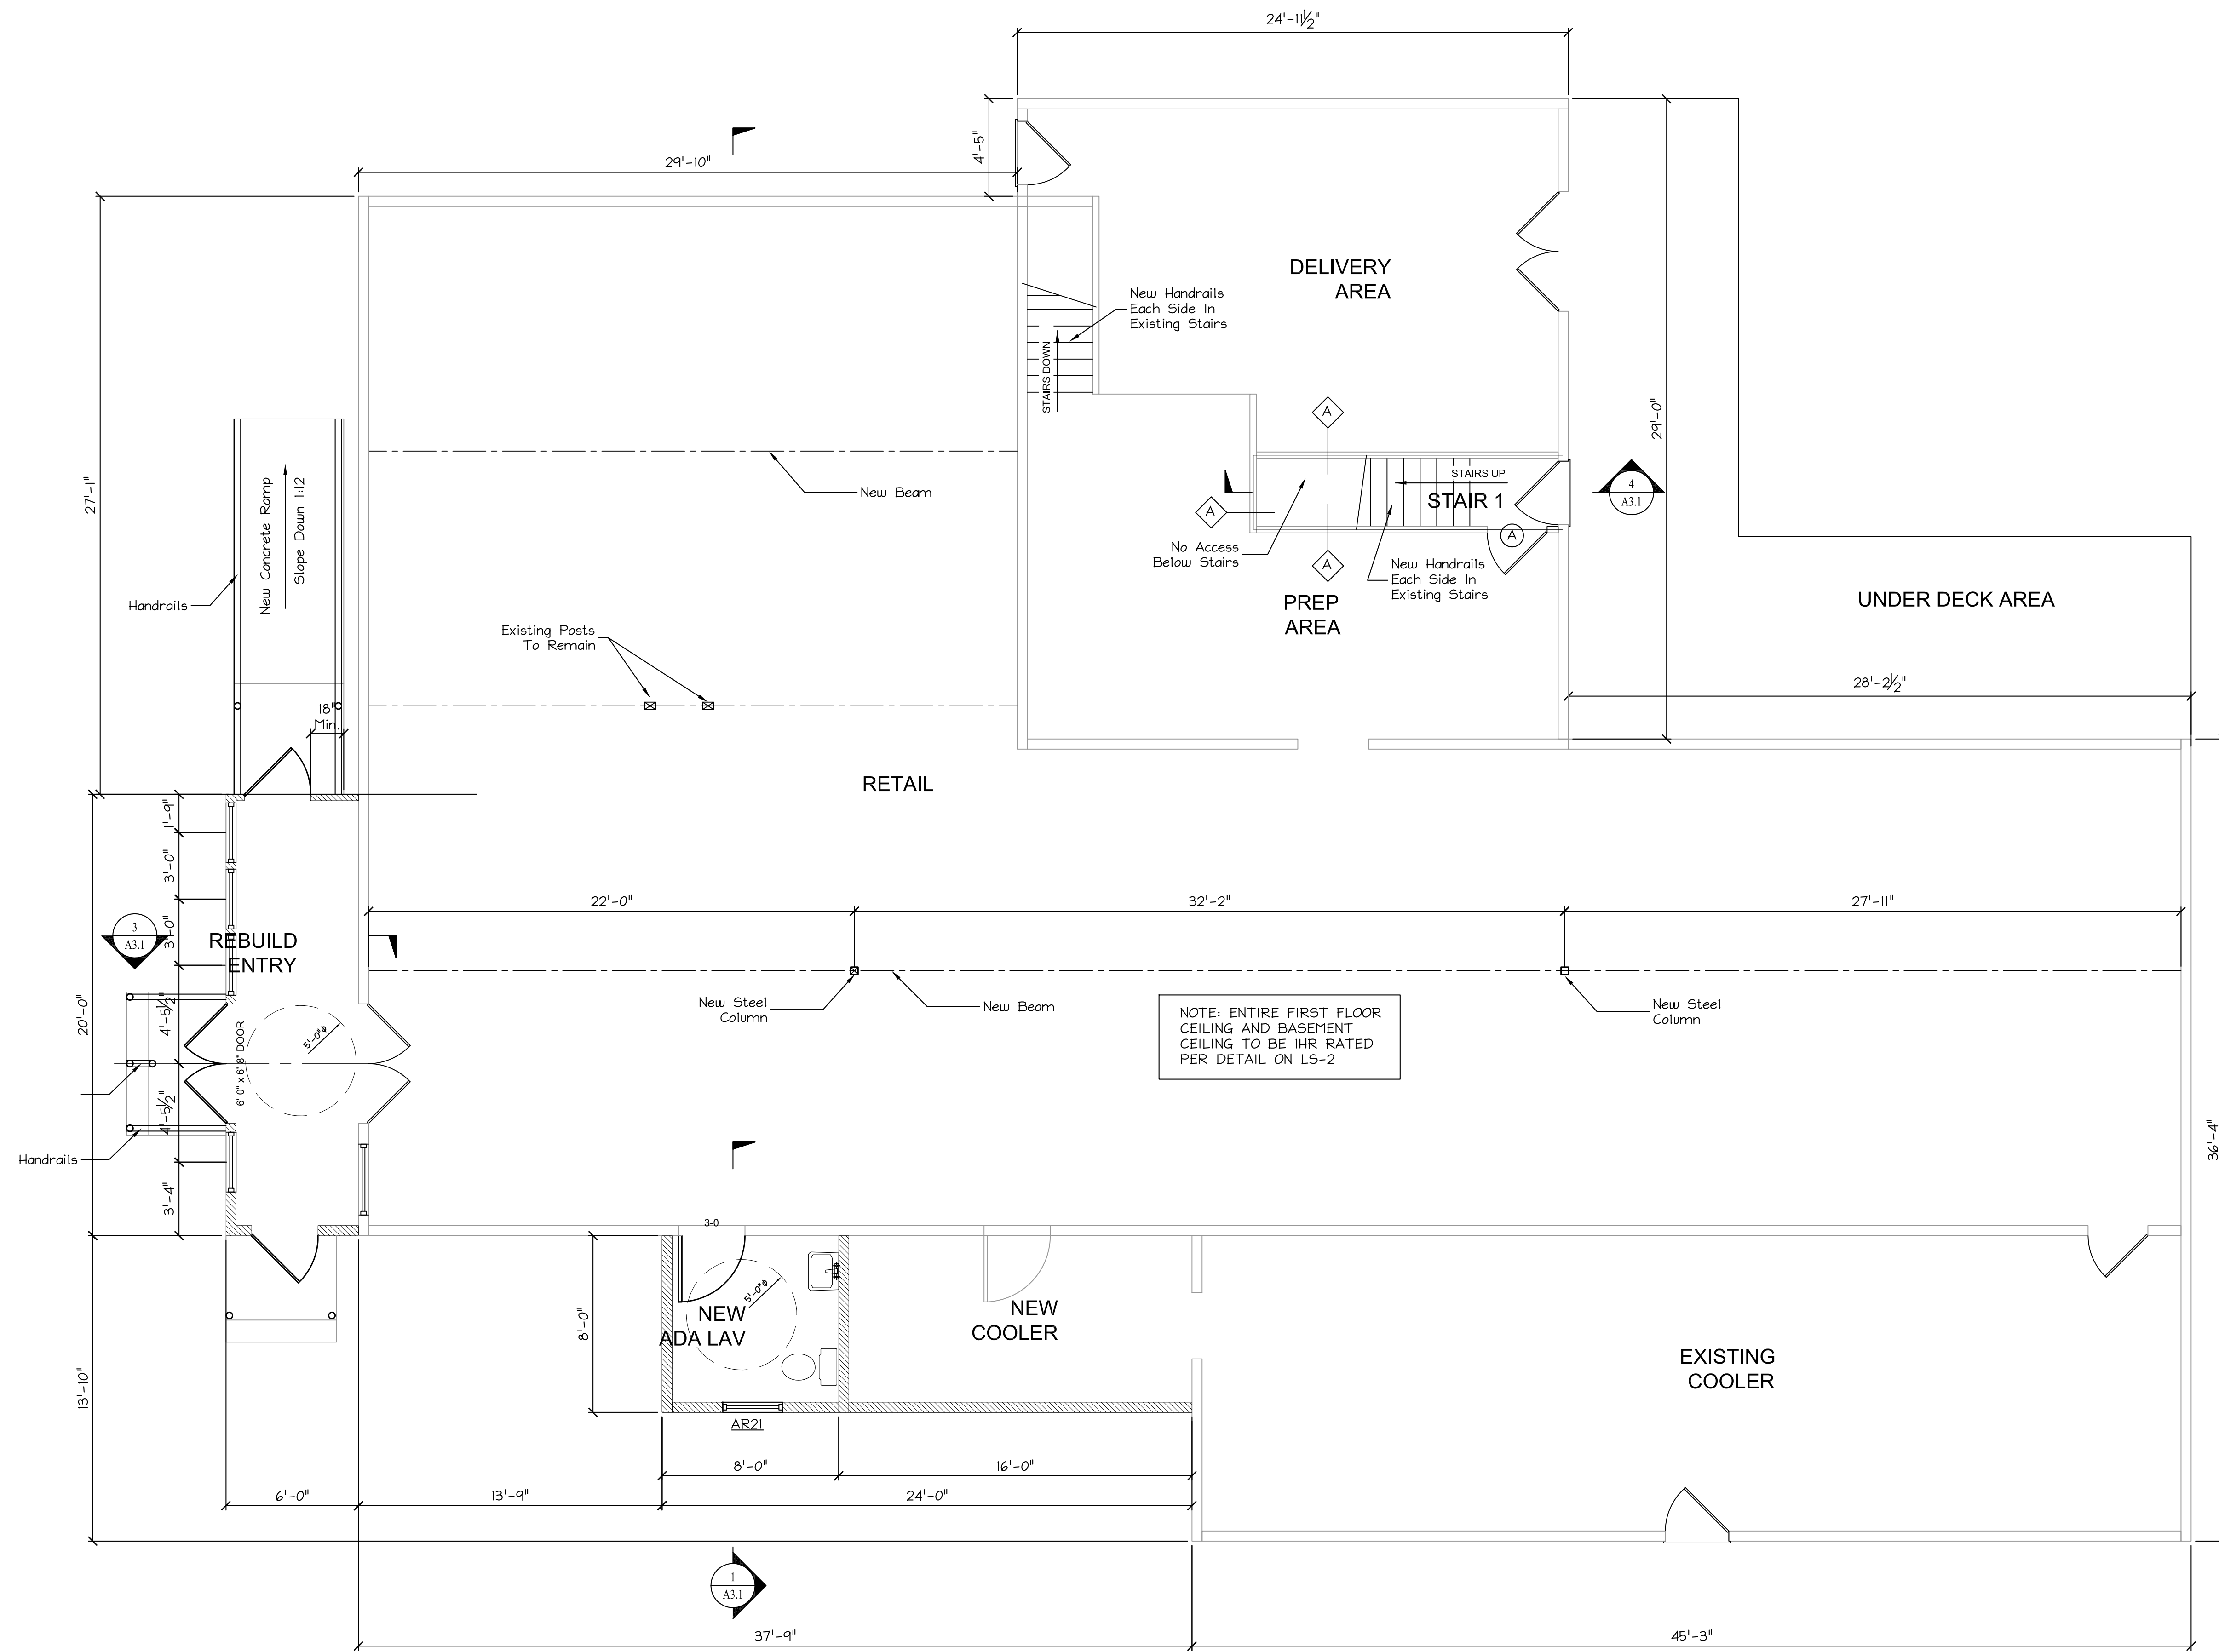 24'-11½"
29'-10"
4'-5"
DELIVERY
AREA
New Handrails
Each Side In
Existing Stairs
STAIRS DOWN
27'-1"
29'-0"
A
STAIRS UP
STAIR 1
4
A3.1
A
A
A
No Access
Below Stairs
New Handrails
Each Side In
Existing Stairs
New Beam
New Concrete Ramp
Slope Down 1:12
Handrails
PREP
AREA
UNDER DECK AREA
Existing Posts
To Remain
28'-2½"
18"
Min.
RETAIL
1'-9"
3'-0"
3'-0"
22'-0"
32'-2"
27'-11"
3
A3.1
REBUILD
ENTRY
20'-0"
4'-5½"
6'-0" x 6'-8" DOOR
5'-0"Φ
New Steel
Column
New Beam
NOTE: ENTIRE FIRST FLOOR
CEILING AND BASEMENT
CEILING TO BE 1HR RATED
PER DETAIL ON LS-2
New Steel
Column
4'-5½"
Handrails
3'-4"
36'-4"
3-0
8'-0"
5'-0"Φ
NEW
ADA LAV
NEW
COOLER
EXISTING
COOLER
13'-10"
AR21
8'-0"
16'-0"
6'-0"
13'-9"
24'-0"
1
A3.1
37'-9"
45'-3"